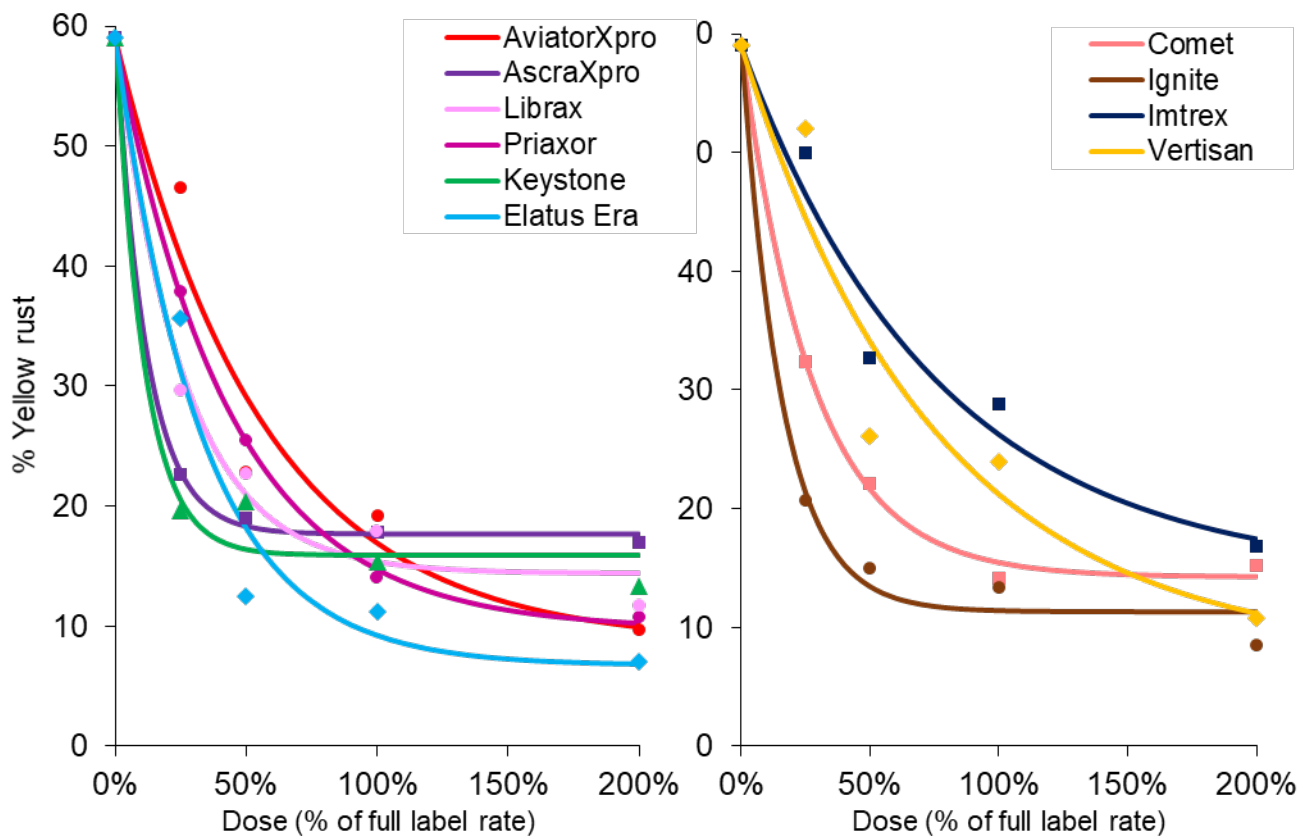 60
50
40
30
20
10
0
% Yellow rust
AviatorXpro
AscraXpro
Librax
Priaxor
Keystone
Elatus Era
0%
50%
100%
150%
200%
Dose (% of full label rate)
0
0
40
30
20
10
0
Comet
Ignite
Imtrex
Vertisan
0%
50%
100%
150%
200%
Dose (% of full label rate)